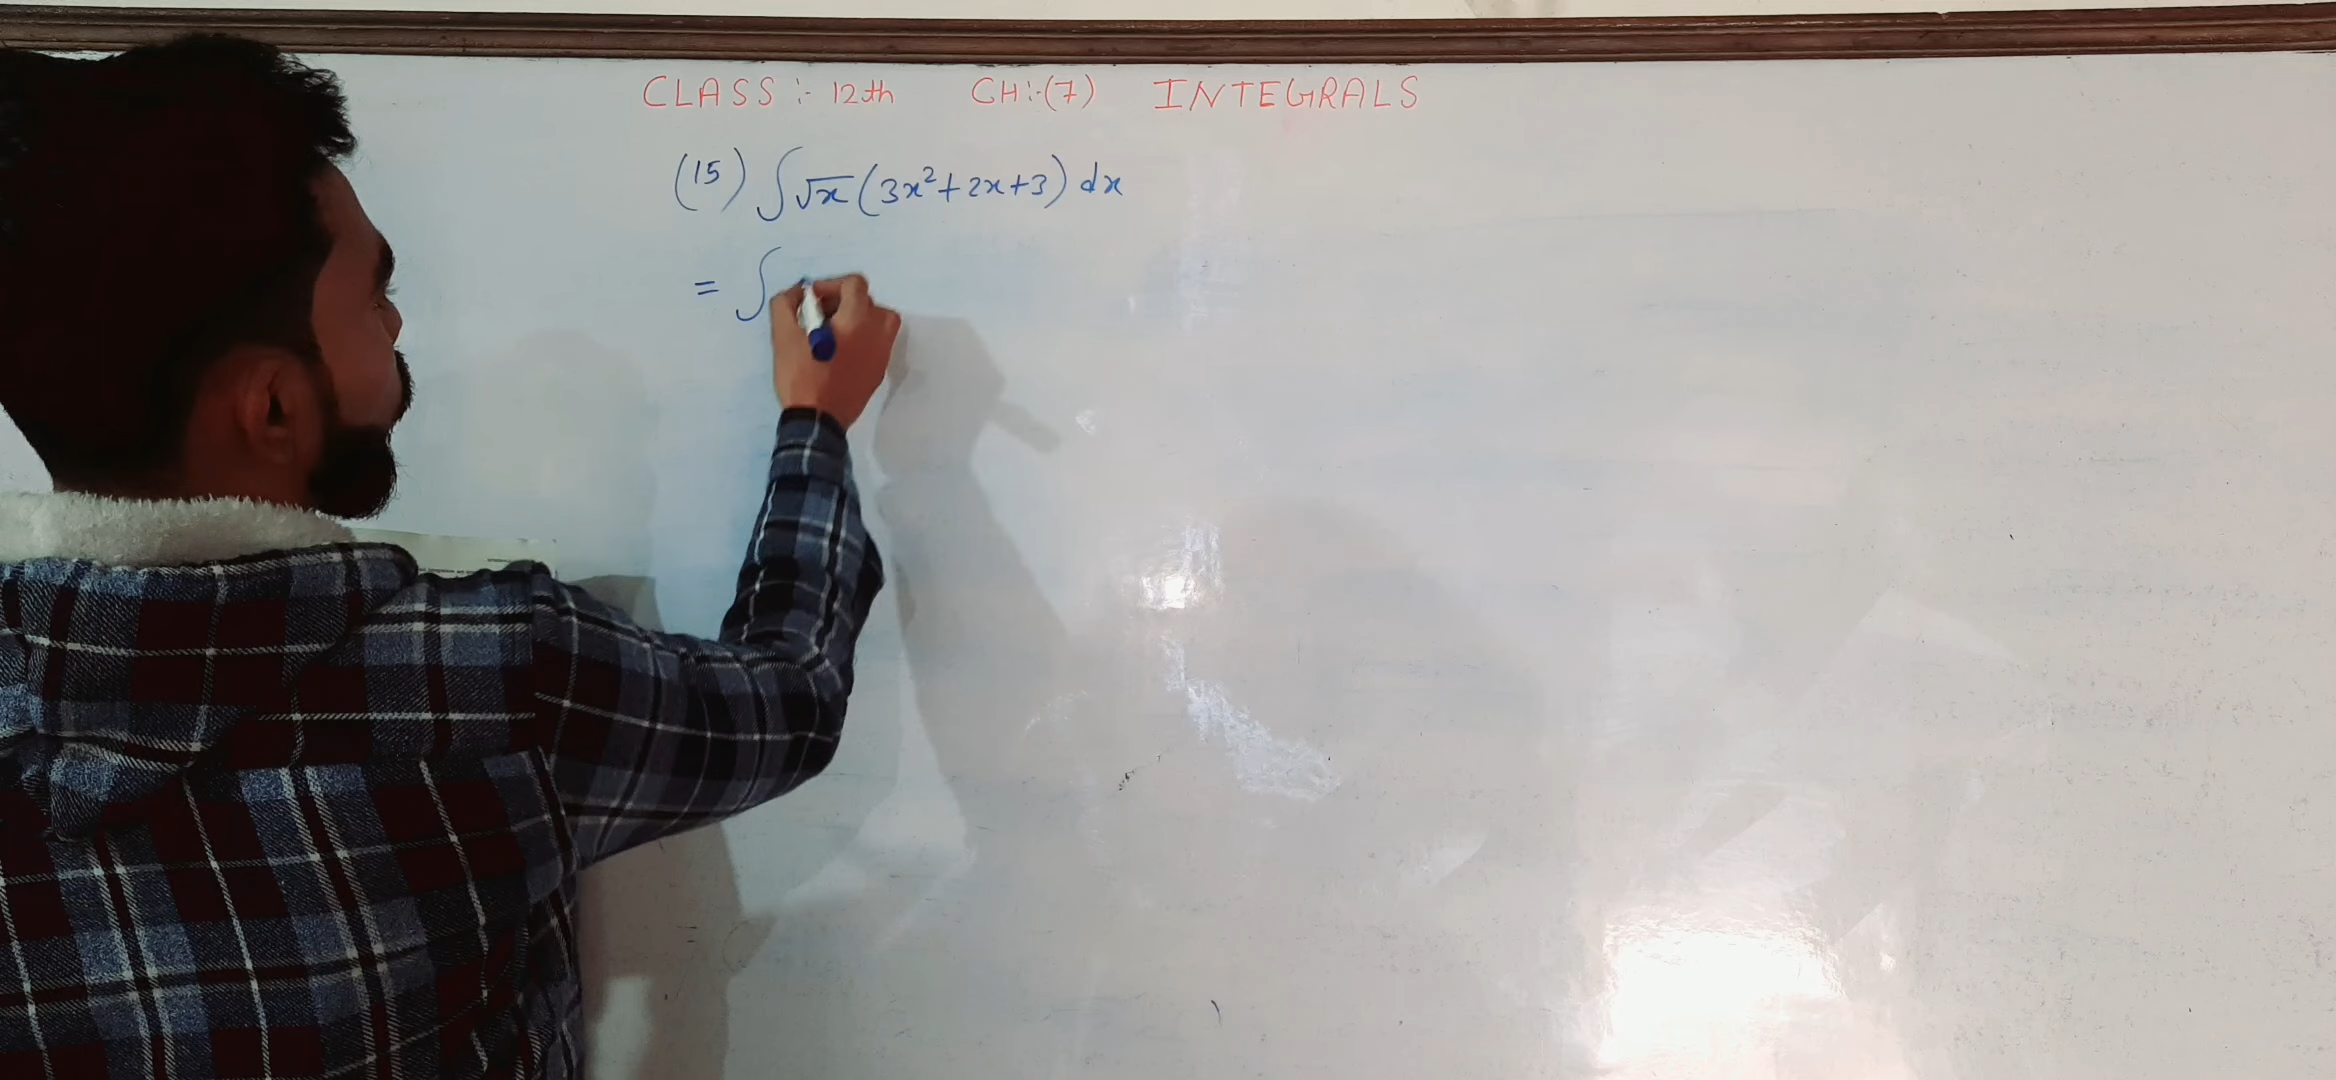 CLASS :- 12th CH:-(7) INTEGRALS
(15) ∫√x (3x²+2x+3) dx
= ∫